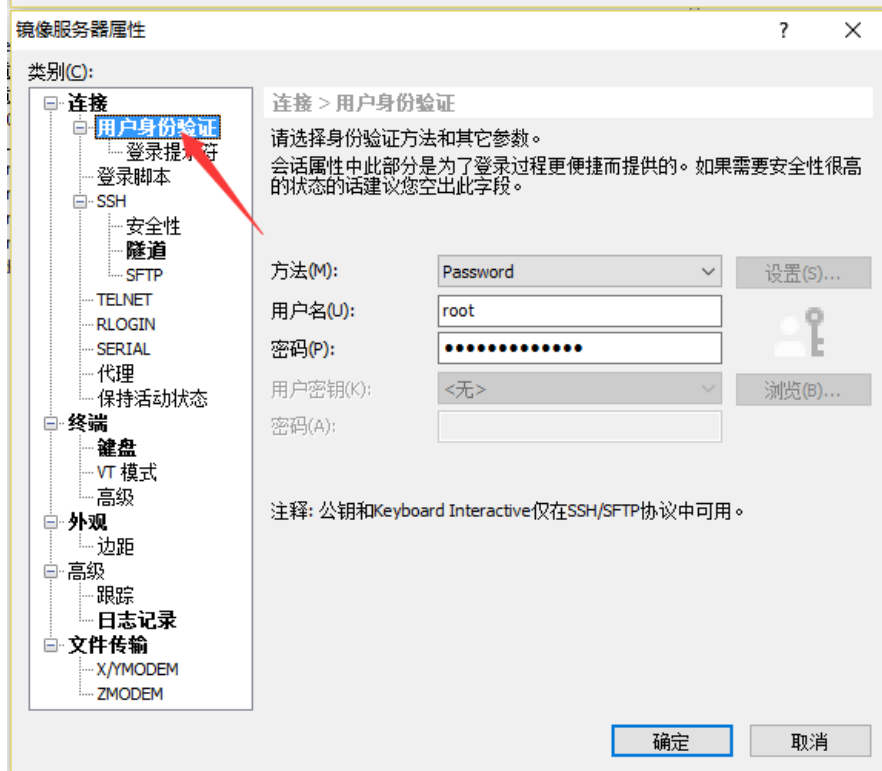 镜像服务器属性
类别(C):
连接
用户身份验证
登录提示符
登录脚本
SSH
安全性
隧道
SFTP
TELNET
RLOGIN
SERIAL
代理
保持活动状态
终端
键盘
VT 模式
高级
外观
边距
高级
跟踪
日志记录
文件传输
X/YMODEM
ZMODEM
连接 > 用户身份验证
请选择身份验证方法和其它参数。
会话属性中此部分是为了登录过程更便捷而提供的。如果需要安全性很高
的状态的话建议您空出此字段。
方法(M):
Password
设置(S)...
用户名(U):
root
密码(P):
●●●●●●●●●●●●●
用户密钥(K):
<无>
浏览(B)...
密码(A):
注释: 公钥和Keyboard Interactive仅在SSH/SFTP协议中可用。
确定
取消